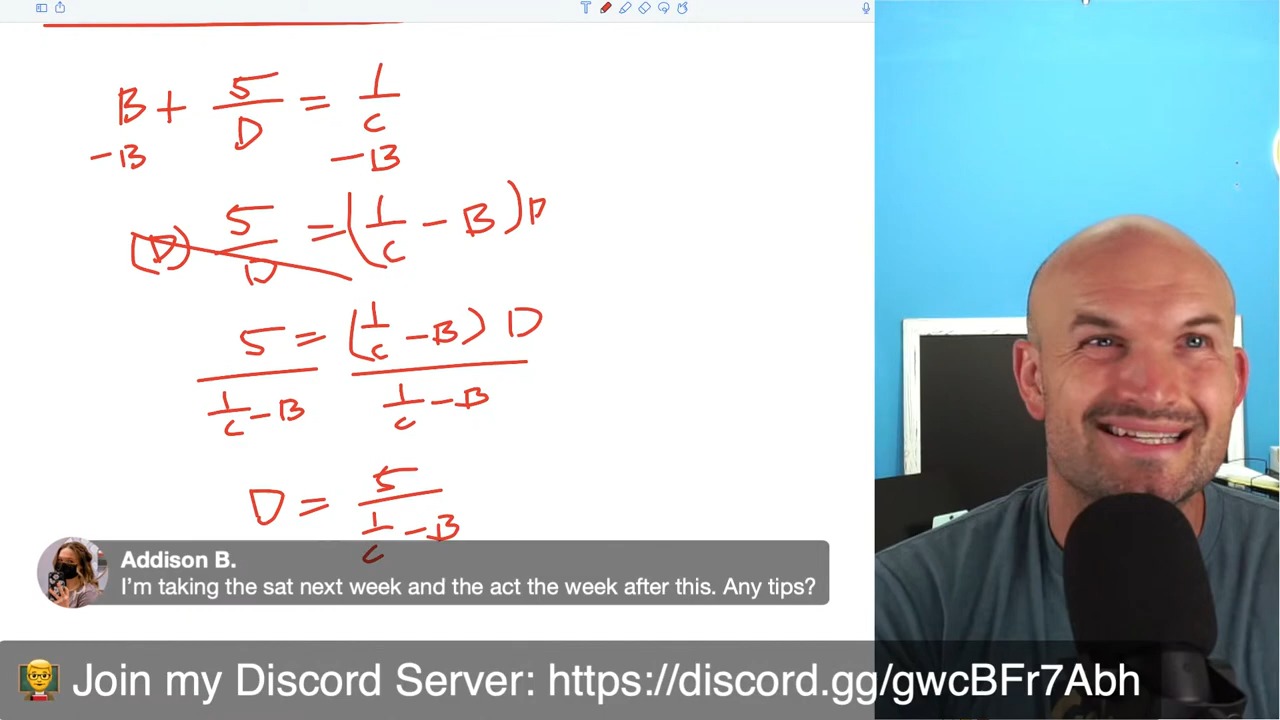 B + 5/D = 1/C
-B -B
(D) 5/D = (1/C - B) D
5 = (1/C - B) D
1/C - B 1/C - B
D = 5/(1/C - B)
Addison B.
I'm taking the sat next week and the act the week after this. Any tips?
Join my Discord Server: https://discord.gg/gwcBFr7Abh